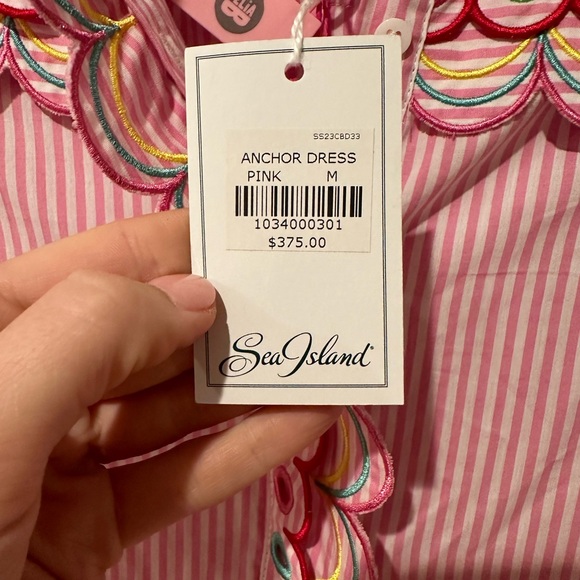 SS23CBD33
ANCHOR DRESS
PINK M
1034000301
$375.00
Sea Island